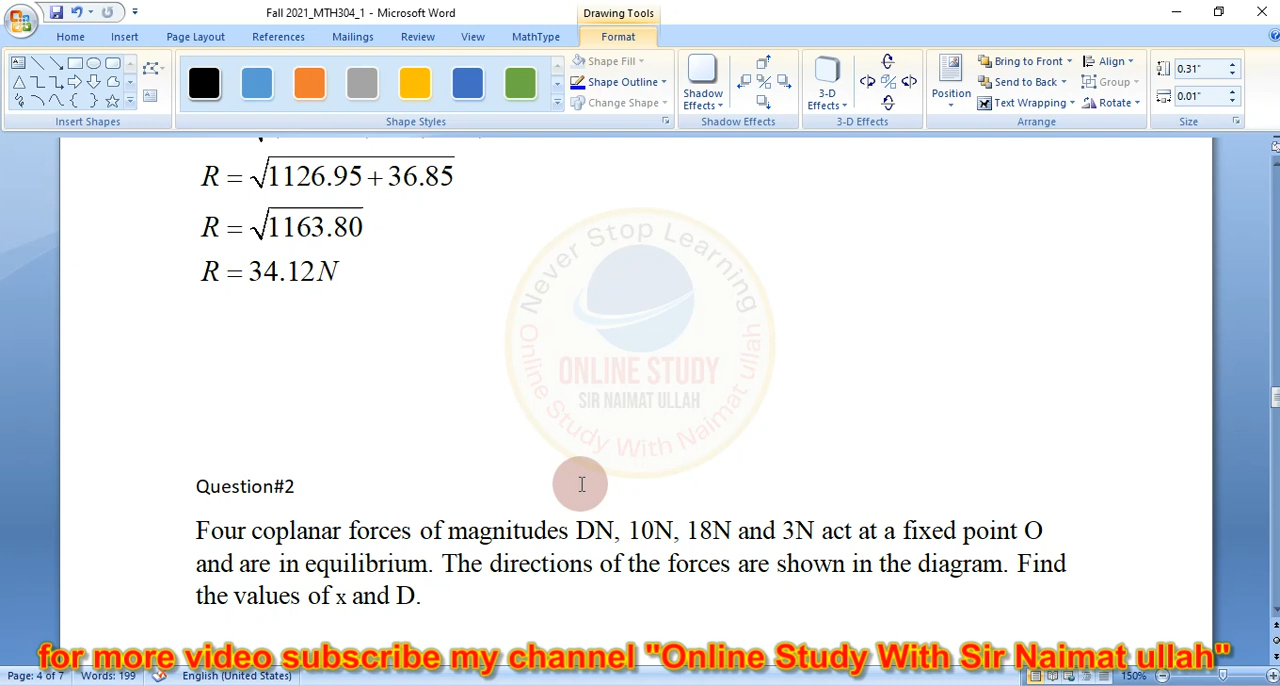 Fall 2021_MTH304_1 - Microsoft Word
Drawing Tools
Home Insert Page Layout References Mailings Review View MathType Format
Shape Fill
Shape Outline
Change Shape
Shadow Effects
3-D Effects
Position
Bring to Front
Send to Back
Text Wrapping
Align
Group
Rotate
0.31"
0.01"
Insert Shapes Shape Styles Shadow Effects 3-D Effects Arrange Size
R = √1126.95 + 36.85
R = √1163.80
R = 34.12N
Never Stop Learning
ONLINE STUDY
SIR NAIMAT ULLAH
Online Study With Naimat ullah
Question#2
Four coplanar forces of magnitudes DN, 10N, 18N and 3N act at a fixed point O
and are in equilibrium. The directions of the forces are shown in the diagram. Find
the values of x and D.
for more video subscribe my channel "Online Study With Sir Naimat ullah"
Page: 4 of 7 Words: 199 English (United States) 150%